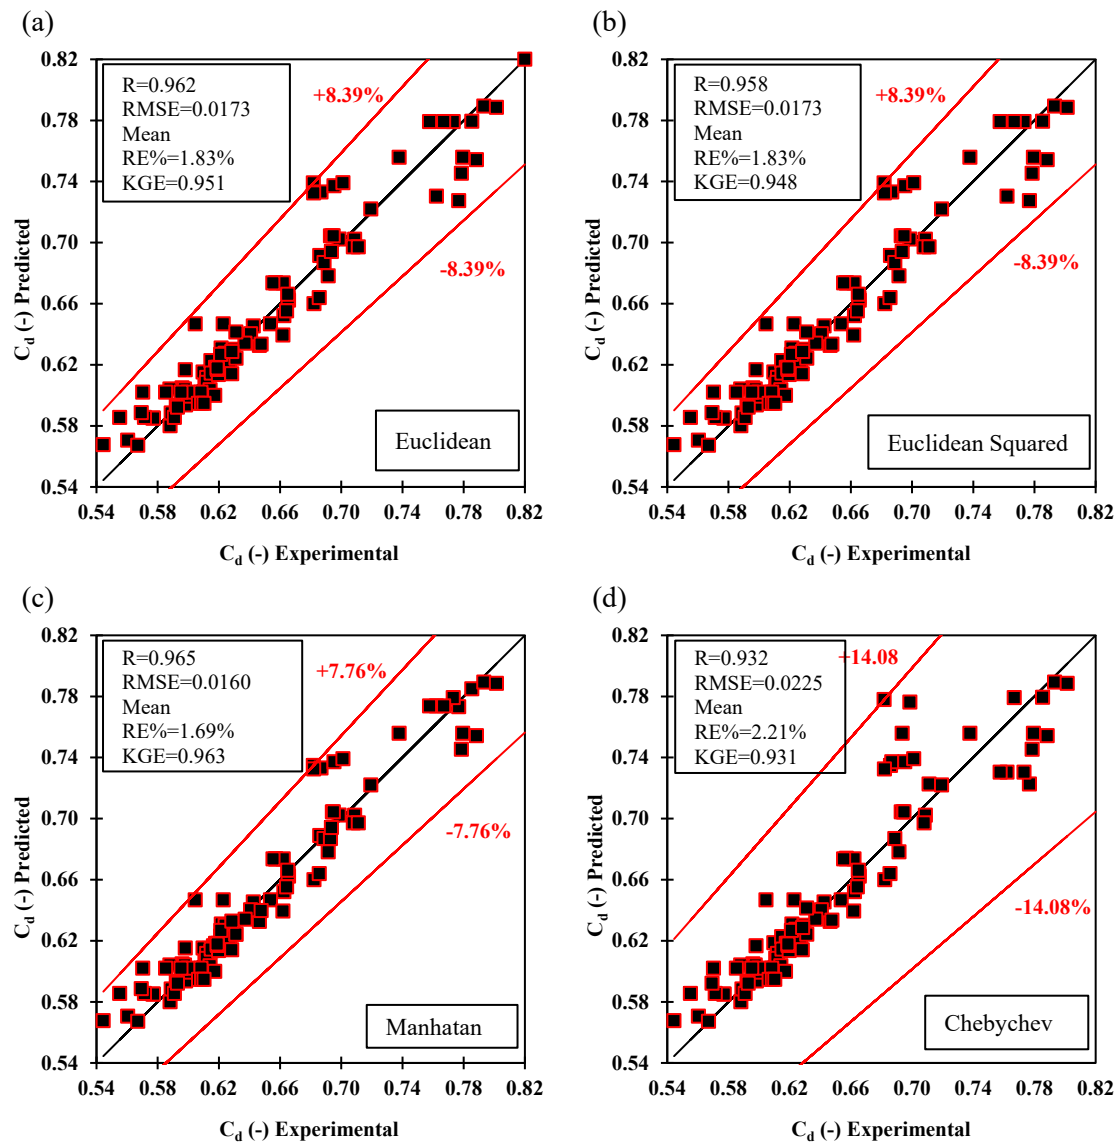 (a)
R=0.962
RMSE=0.0173
Mean
RE%=1.83%
KGE=0.951
+8.39%
-8.39%
Euclidean
0.82
0.78
0.74
0.70
0.66
0.62
0.58
0.54
0.54 0.58 0.62 0.66 0.70 0.74 0.78 0.82
Cd (-) Predicted
Cd (-) Experimental
(b)
R=0.958
RMSE=0.0173
Mean
RE%=1.83%
KGE=0.948
+8.39%
-8.39%
Euclidean Squared
0.82
0.78
0.74
0.70
0.66
0.62
0.58
0.54
0.54 0.58 0.62 0.66 0.70 0.74 0.78 0.82
Cd (-) Predicted
Cd (-) Experimental
(c)
R=0.965
RMSE=0.0160
Mean
RE%=1.69%
KGE=0.963
+7.76%
-7.76%
Manhatan
0.82
0.78
0.74
0.70
0.66
0.62
0.58
0.54
0.54 0.58 0.62 0.66 0.70 0.74 0.78 0.82
Cd (-) Predicted
Cd (-) Experimental
(d)
R=0.932
RMSE=0.0225
Mean
RE%=2.21%
KGE=0.931
+14.08
-14.08%
Chebychev
0.82
0.78
0.74
0.70
0.66
0.62
0.58
0.54
0.54 0.58 0.62 0.66 0.70 0.74 0.78 0.82
Cd (-) Predicted
Cd (-) Experimental